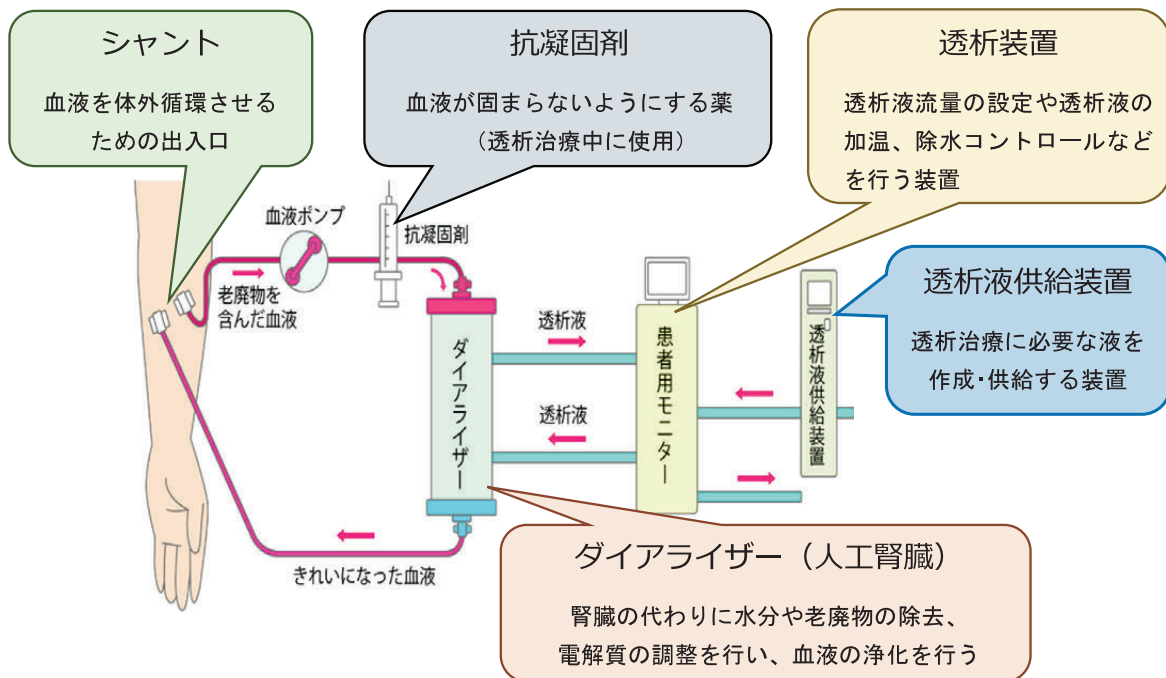 シャント
血液を体外循環させる
ための出入口
抗凝固剤
血液が固まらないようにする薬
（透析治療中に使用）
透析装置
透析液流量の設定や透析液の
加温、除水コントロールなど
を行う装置
血液ポンプ
抗凝固剤
老廃物を
含んだ血液
ダイアライザー
透析液
透析液
患者用モニター
透析液供給装置
透析液供給装置
透析治療に必要な液を
作成・供給する装置
きれいになった血液
ダイアライザー（人工腎臓）
腎臓の代わりに水分や老廃物の除去、
電解質の調整を行い、血液の浄化を行う